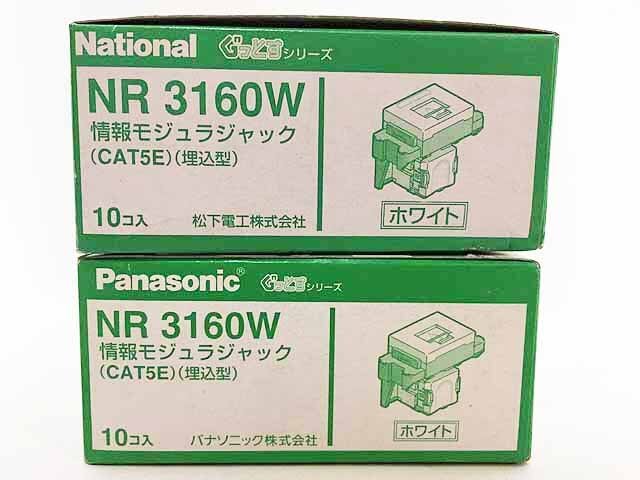 National ぐっとすシリーズ
NR 3160W
情報モジュラジャック
(CAT5E)(埋込型)
10コ入 松下電工株式会社
ホワイト
Panasonic® ぐっとすシリーズ
NR 3160W
情報モジュラジャック
(CAT5E)(埋込型)
10コ入 パナソニック株式会社
ホワイト